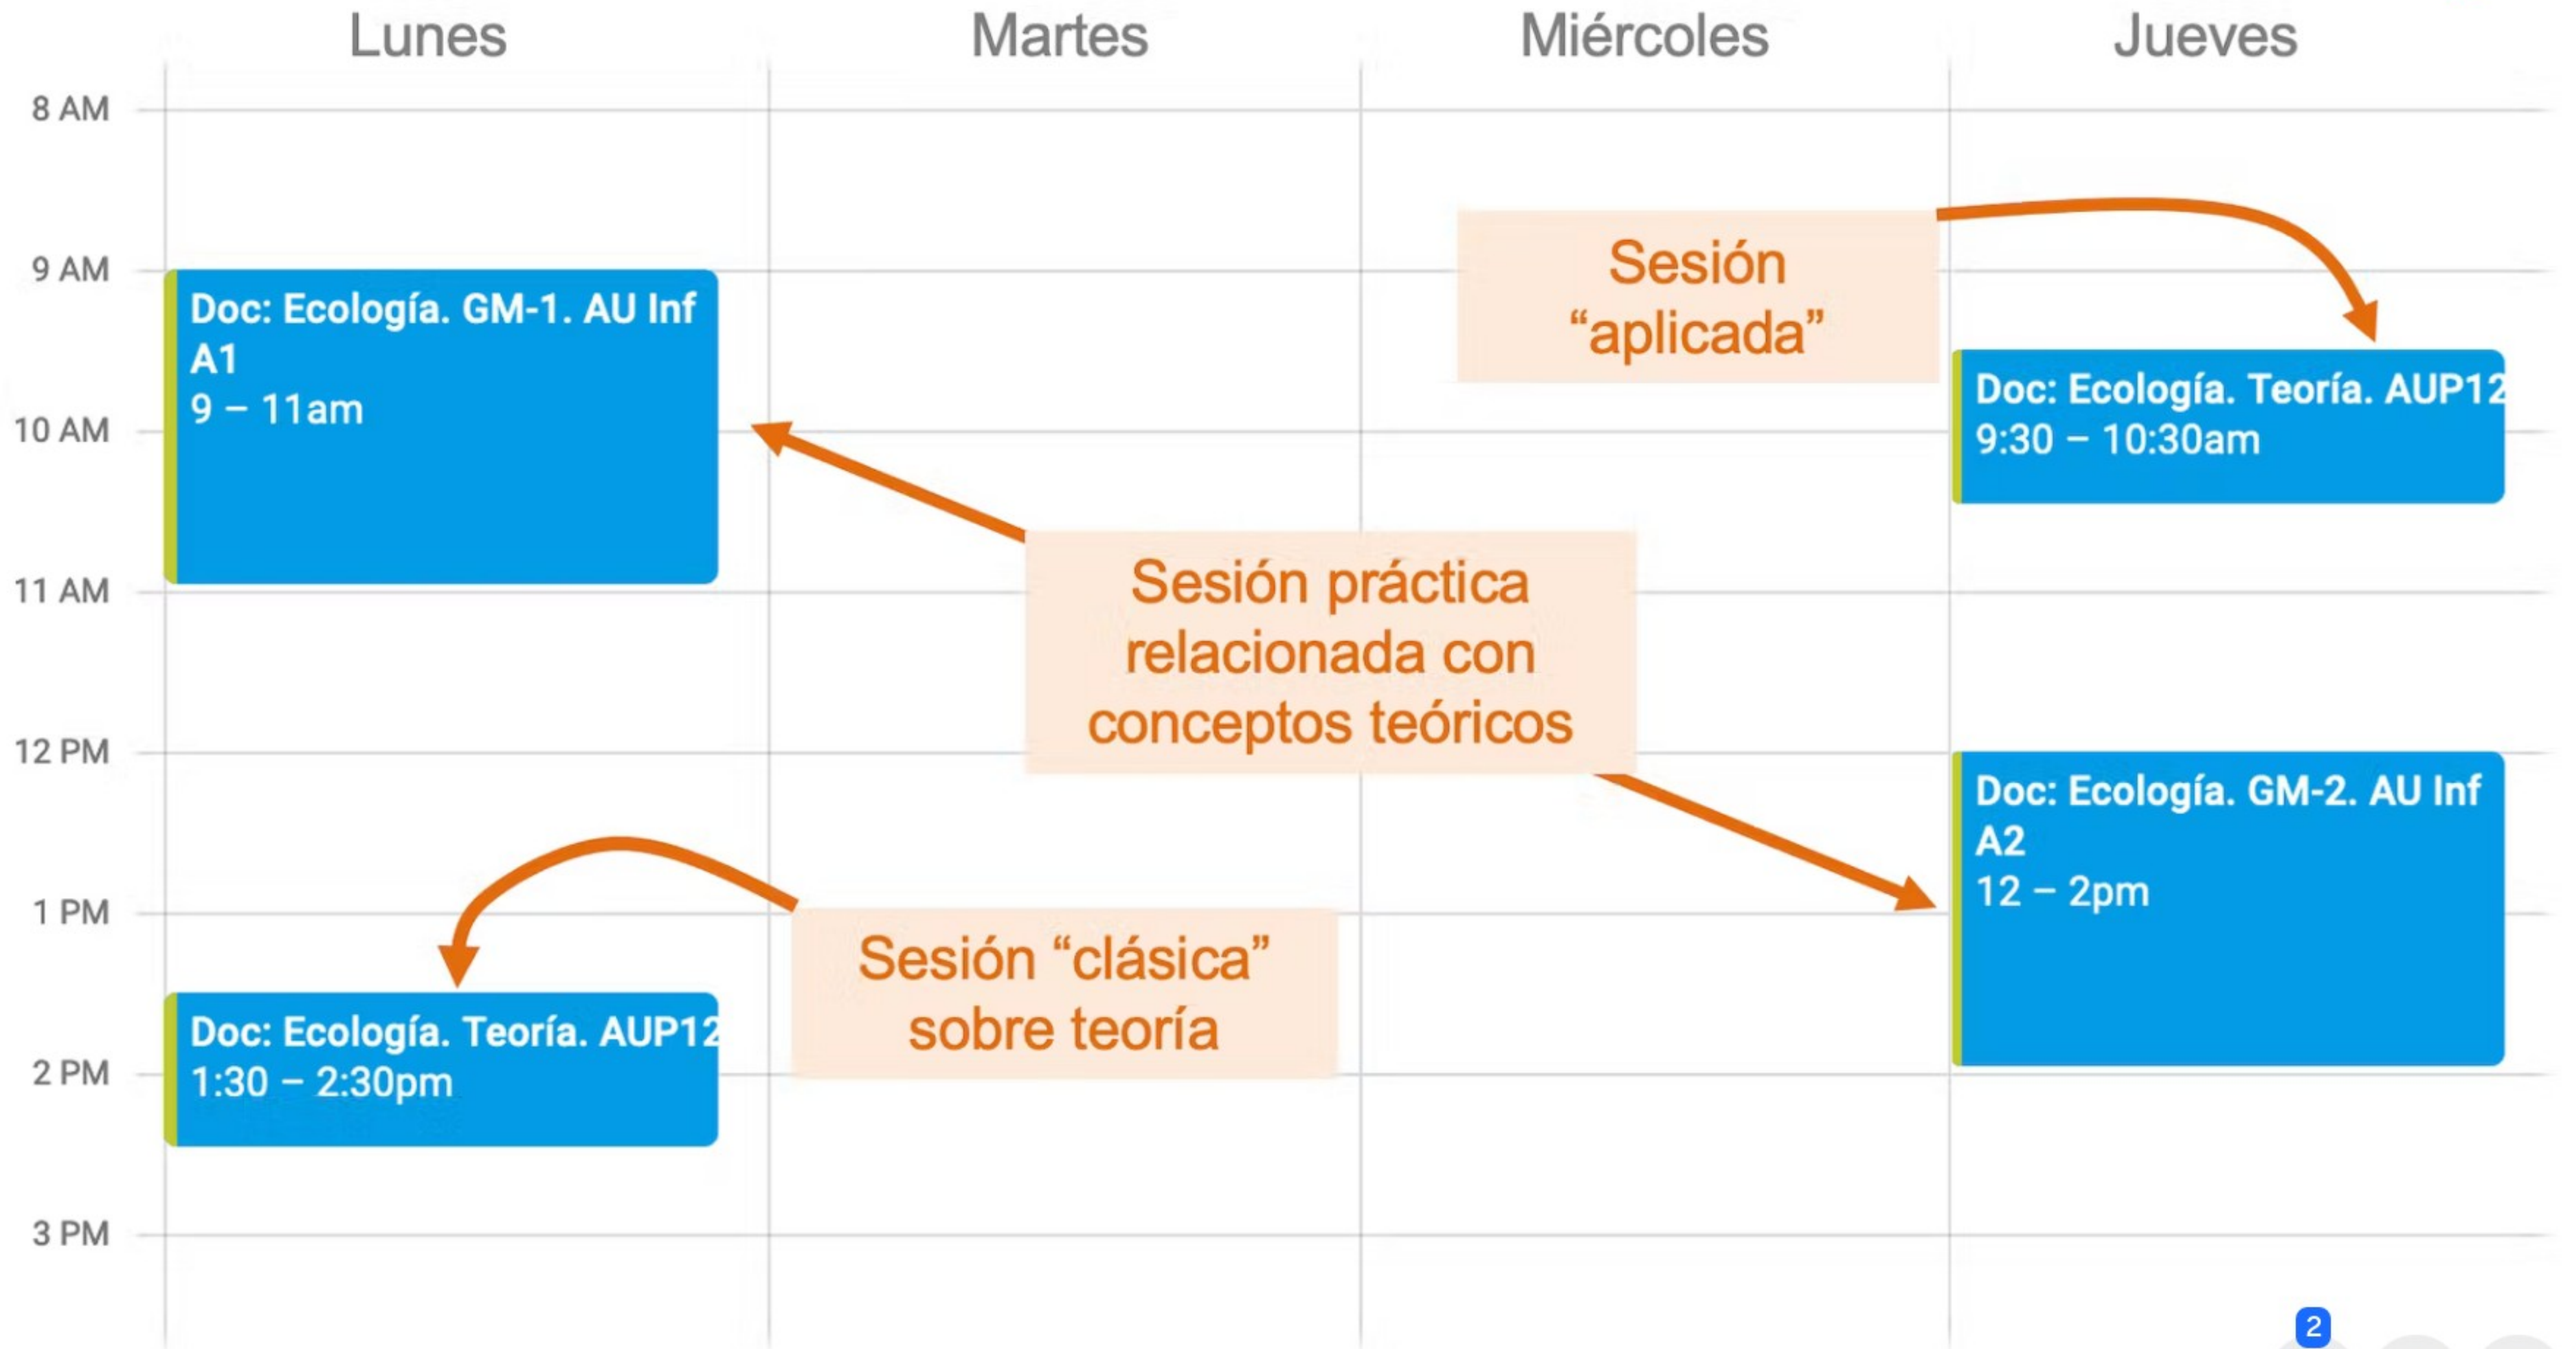 Lunes
Martes
Miércoles
Jueves
8 AM
9 AM
10 AM
11 AM
12 PM
1 PM
2 PM
3 PM
Doc: Ecología. GM-1. AU Inf
A1
9 – 11am
Doc: Ecología. Teoría. AUP12
1:30 – 2:30pm
Sesión práctica
relacionada con
conceptos teóricos
Sesión “clásica”
sobre teoría
Sesión
“aplicada”
Doc: Ecología. Teoría. AUP12
9:30 – 10:30am
Doc: Ecología. GM-2. AU Inf
A2
12 – 2pm
2